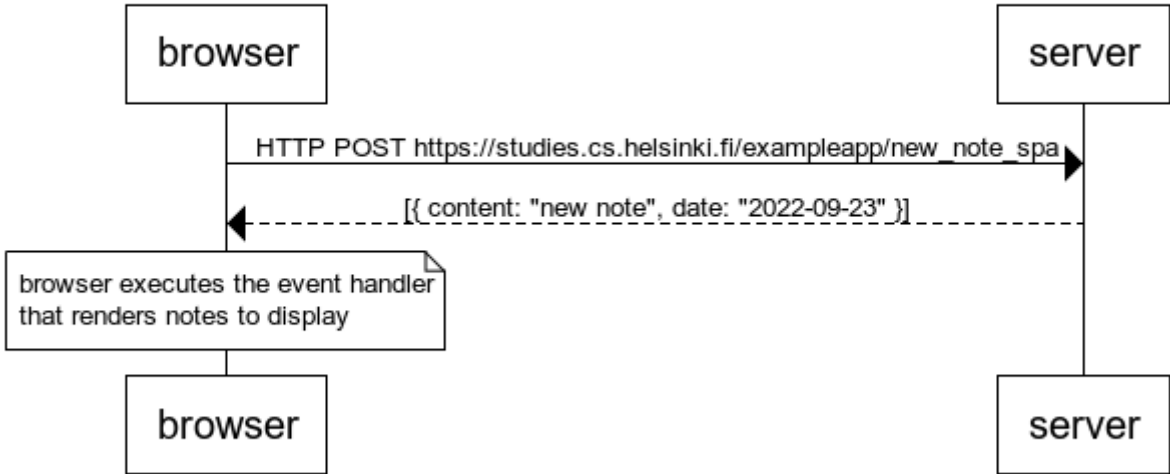 browser
server
HTTP POST https://studies.cs.helsinki.fi/exampleapp/new_note_spa
[{ content: "new note", date: "2022-09-23" }]
browser executes the event handler
that renders notes to display
browser
server